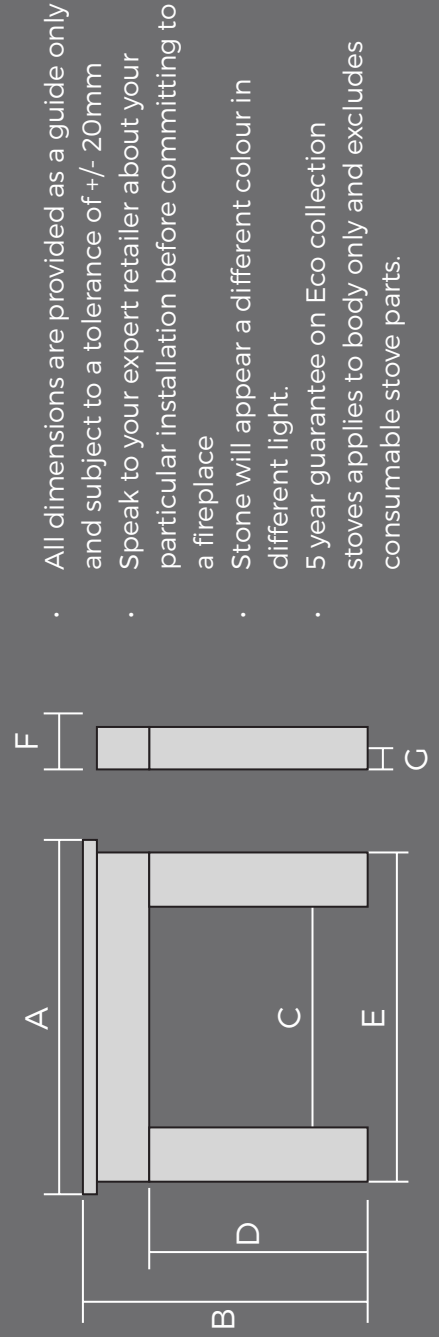 A
B
C
D
E
F
G
· All dimensions are provided as a guide only
and subject to a tolerance of +/- 20mm
· Speak to your expert retailer about your
particular installation before committing to
a fireplace
· Stone will appear a different colour in
different light.
· 5 year guarantee on Eco collection
stoves applies to body only and excludes
consumable stove parts.